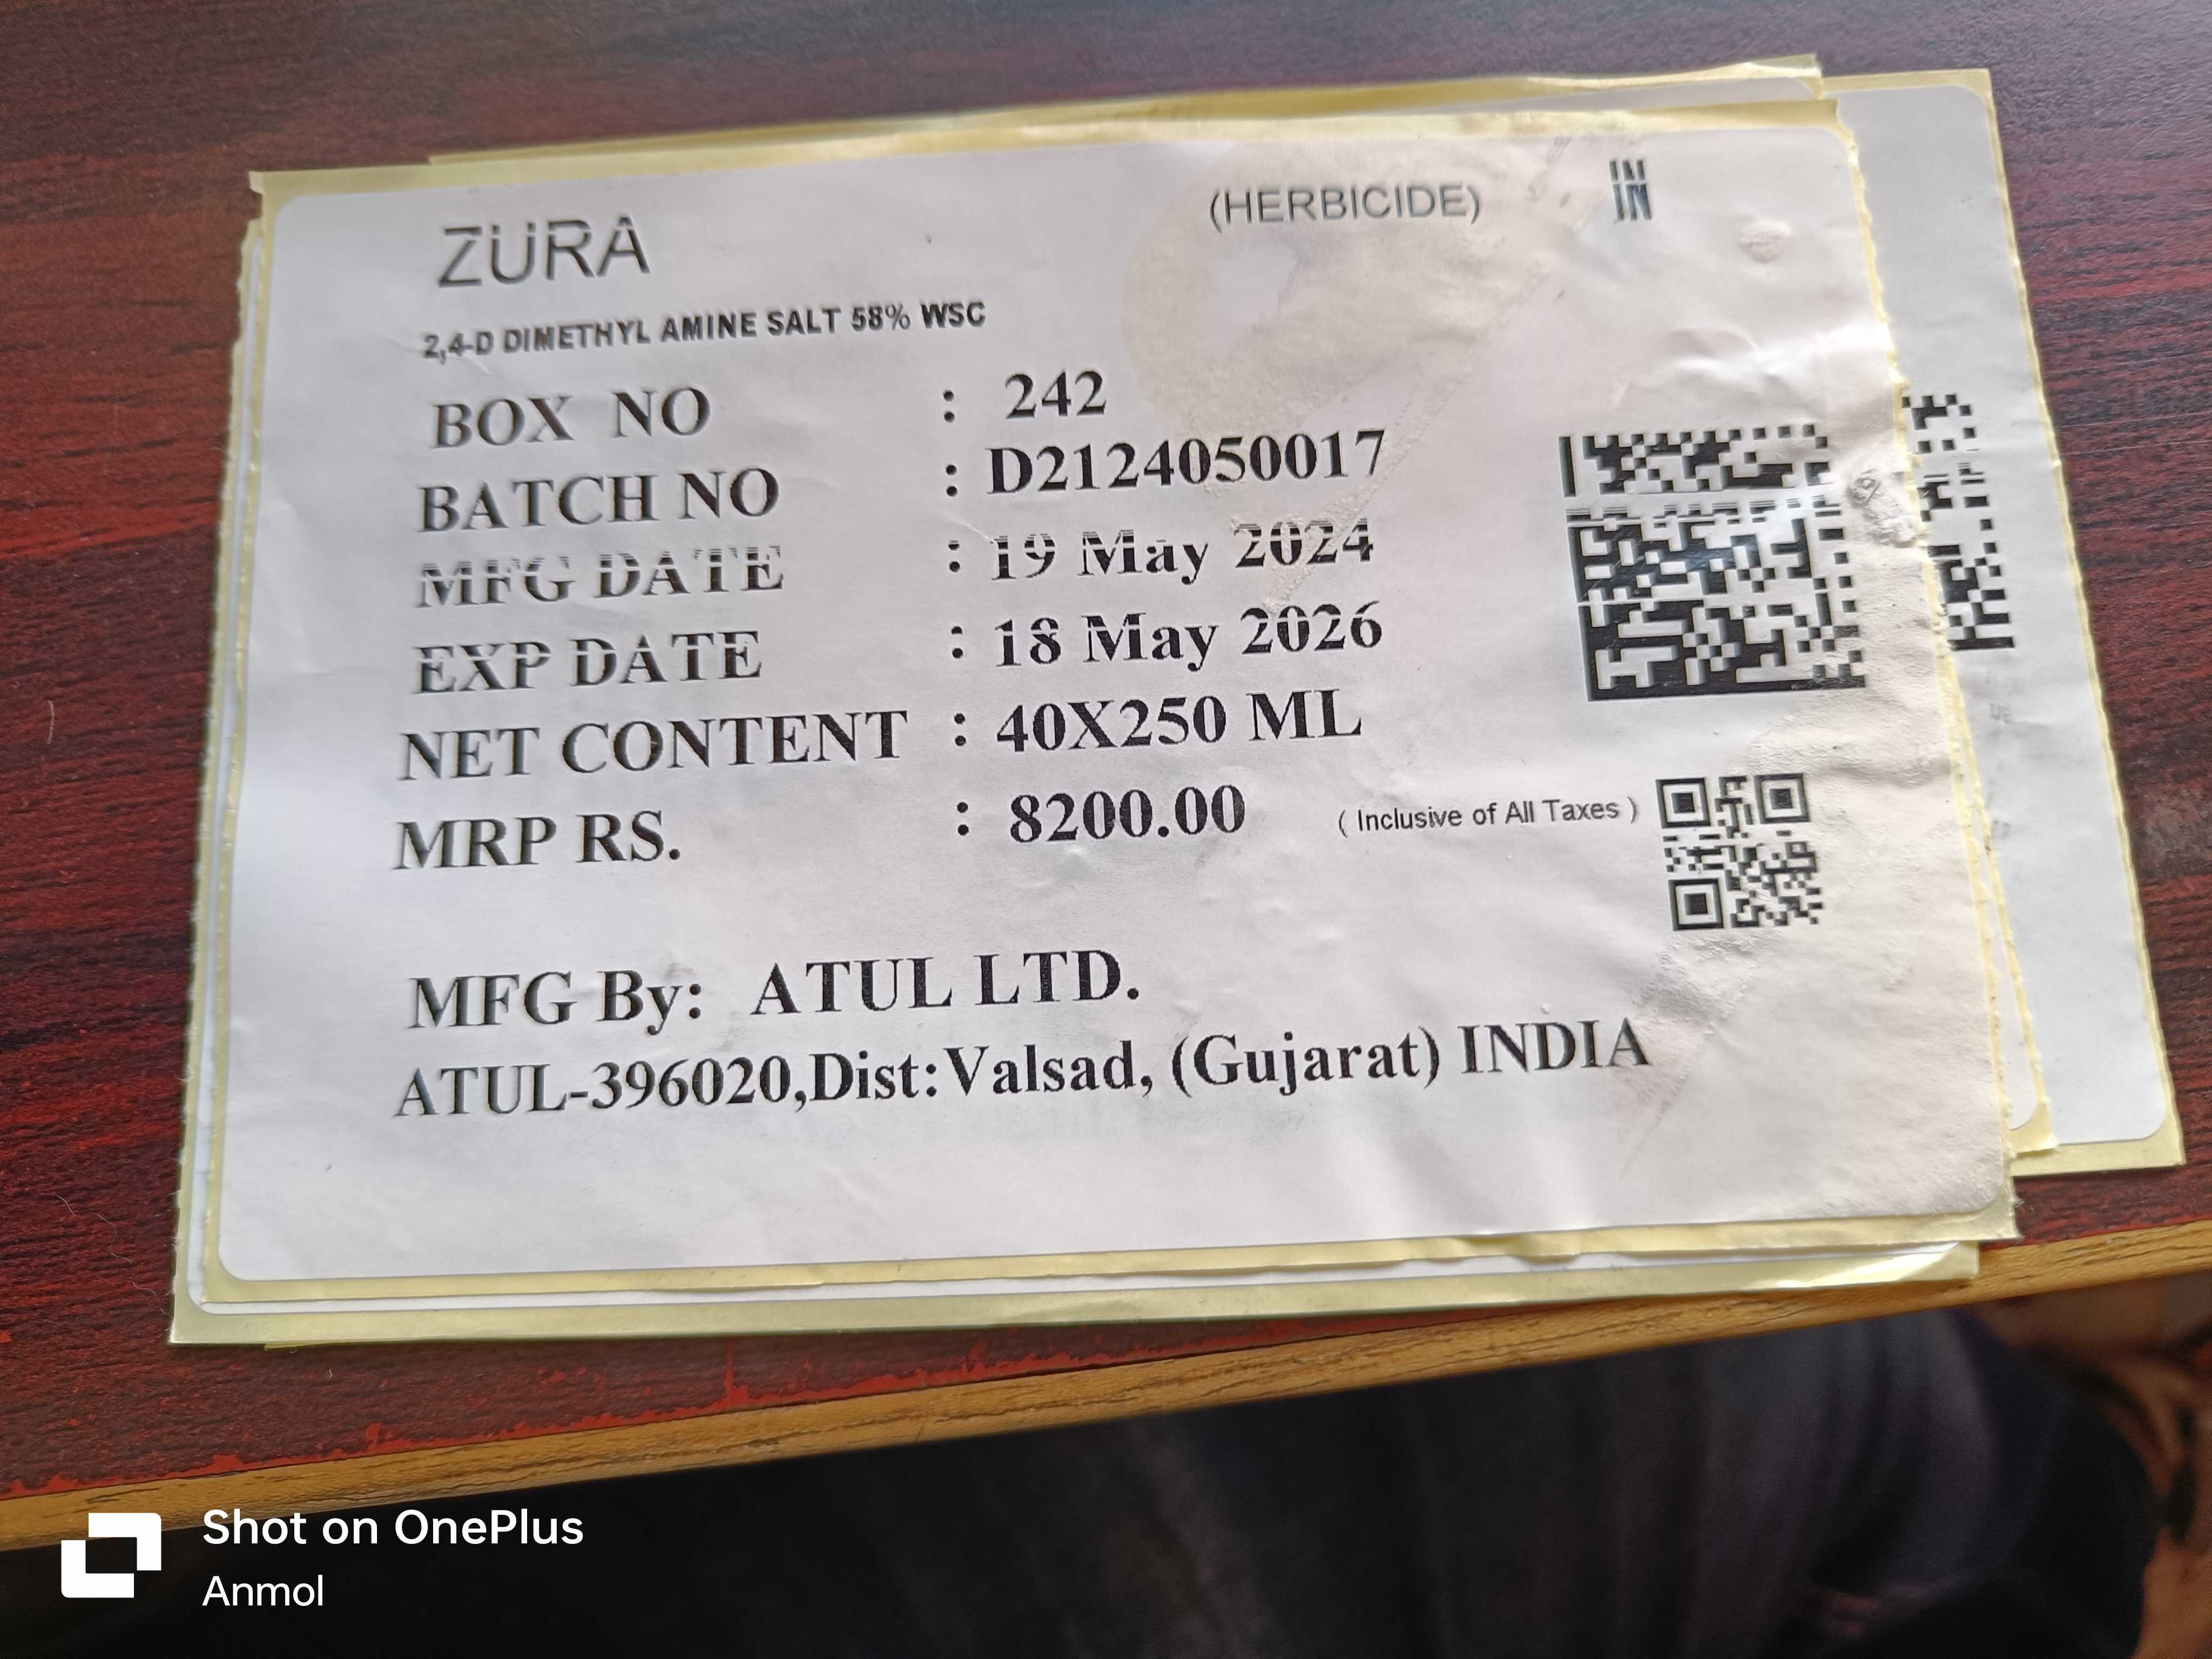 ZURA (HERBICIDE) IN
2,4-D DIMETHYL AMINE SALT 58% WSC
BOX NO : 242
BATCH NO : D2124050017
MFG DATE : 19 May 2024
EXP DATE : 18 May 2026
NET CONTENT : 40X250 ML
MRP RS. : 8200.00 ( Inclusive of All Taxes )
MFG By: ATUL LTD.
ATUL-396020,Dist:Valsad, (Gujarat) INDIA
Shot on OnePlus
Anmol